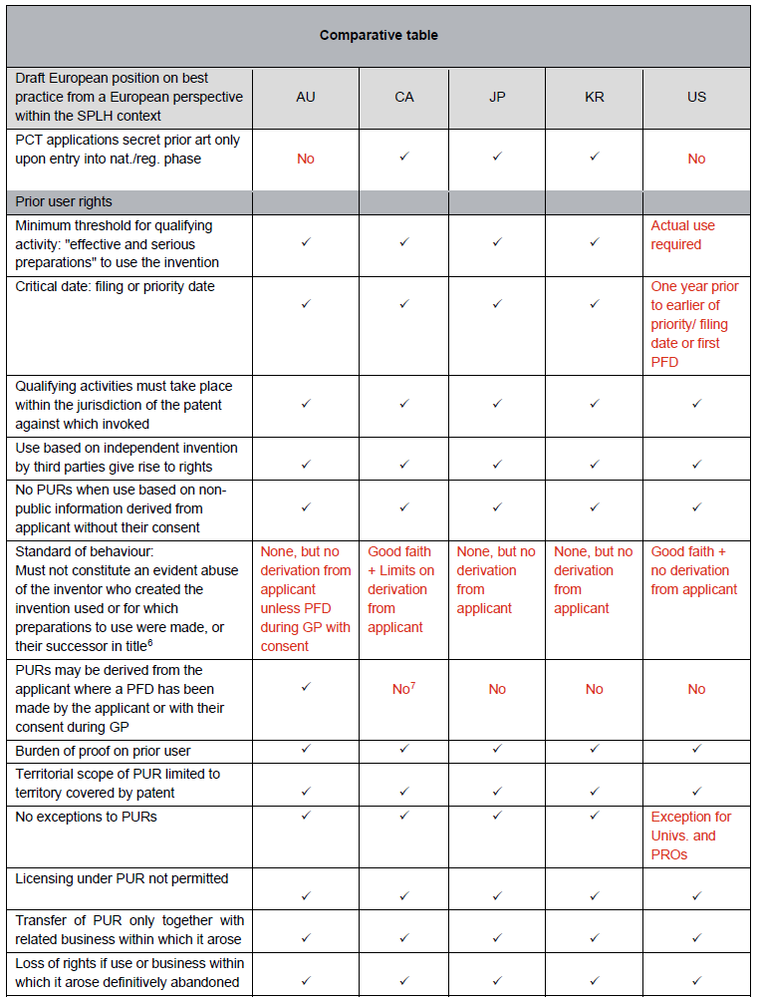 Comparative table
Draft European position on best
practice from a European perspective
within the SPLH context
AU
CA
JP
KR
US
PCT applications secret prior art only
upon entry into nat./reg. phase
No
✓
✓
✓
No
Prior user rights
Minimum threshold for qualifying
activity: "effective and serious
preparations" to use the invention
✓
✓
✓
✓
Actual use
required
Critical date: filing or priority date
✓
✓
✓
✓
One year prior
to earlier of
priority/ filing
date or first
PFD
Qualifying activities must take place
within the jurisdiction of the patent
against which invoked
✓
✓
✓
✓
✓
Use based on independent invention
by third parties give rise to rights
✓
✓
✓
✓
✓
No PURs when use based on non-
public information derived from
applicant without their consent
✓
✓
✓
✓
✓
Standard of behaviour:
Must not constitute an evident abuse
of the inventor who created the
invention used or for which
preparations to use were made, or
their successor in title⁶
None, but no
derivation from
applicant
unless PFD
during GP with
consent
Good faith
+ Limits on
derivation
from
applicant
None, but no
derivation
from
applicant
None, but no
derivation
from
applicant
Good faith +
no derivation
from applicant
PURs may be derived from the
applicant where a PFD has been
made by the applicant or with their
consent during GP
✓
No⁷
No
No
No
Burden of proof on prior user
✓
✓
✓
✓
✓
Territorial scope of PUR limited to
territory covered by patent
✓
✓
✓
✓
✓
No exceptions to PURs
✓
✓
✓
✓
Exception for
Univs. and
PROs
Licensing under PUR not permitted
✓
✓
✓
✓
✓
Transfer of PUR only together with
related business within which it arose
✓
✓
✓
✓
✓
Loss of rights if use or business within
which it arose definitively abandoned
✓
✓
✓
✓
✓